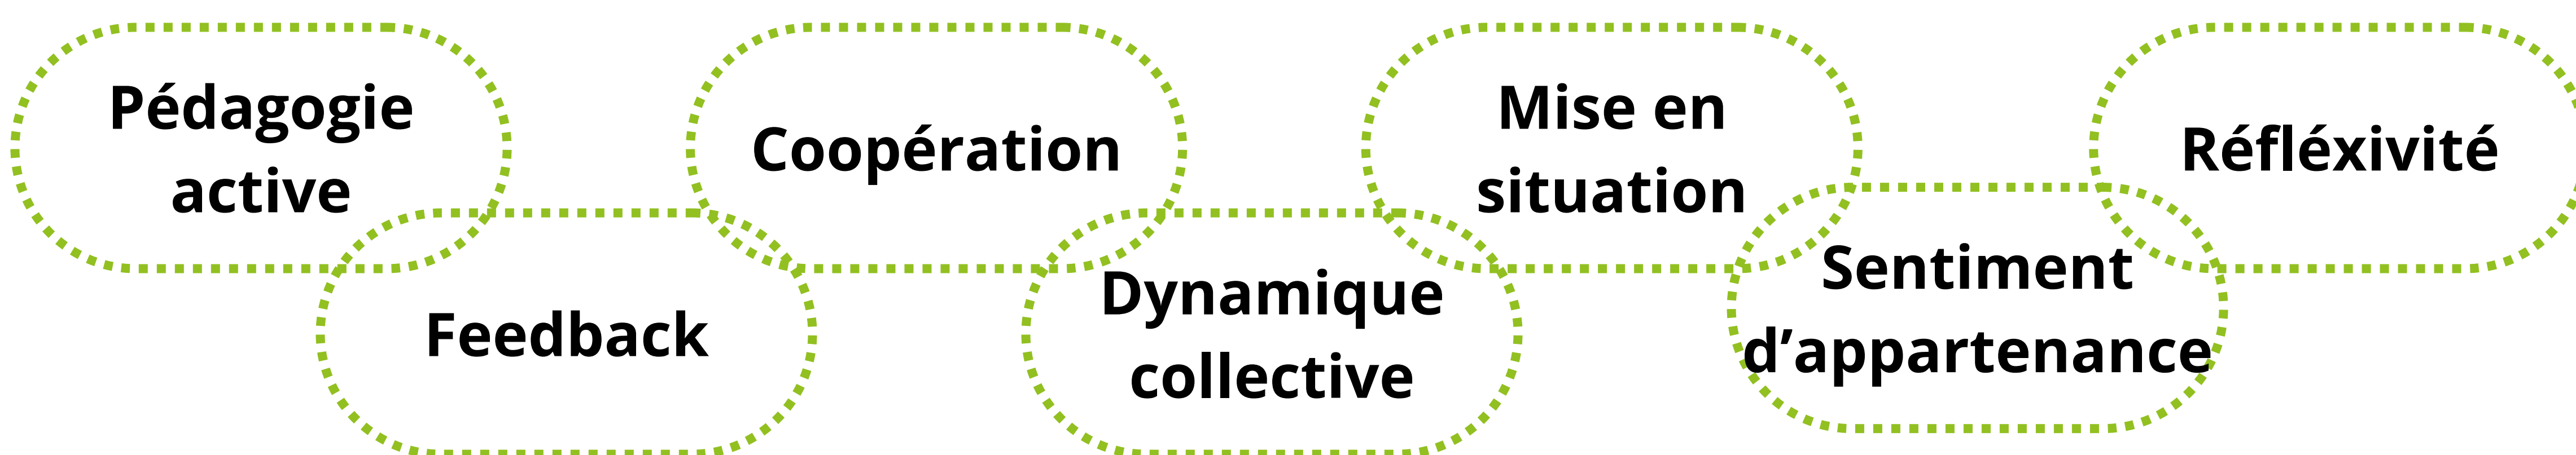 Pédagogie
active
Feedback
Coopération
Dynamique
collective
Mise en
situation
Sentiment
d’appartenance
Réfléxivité